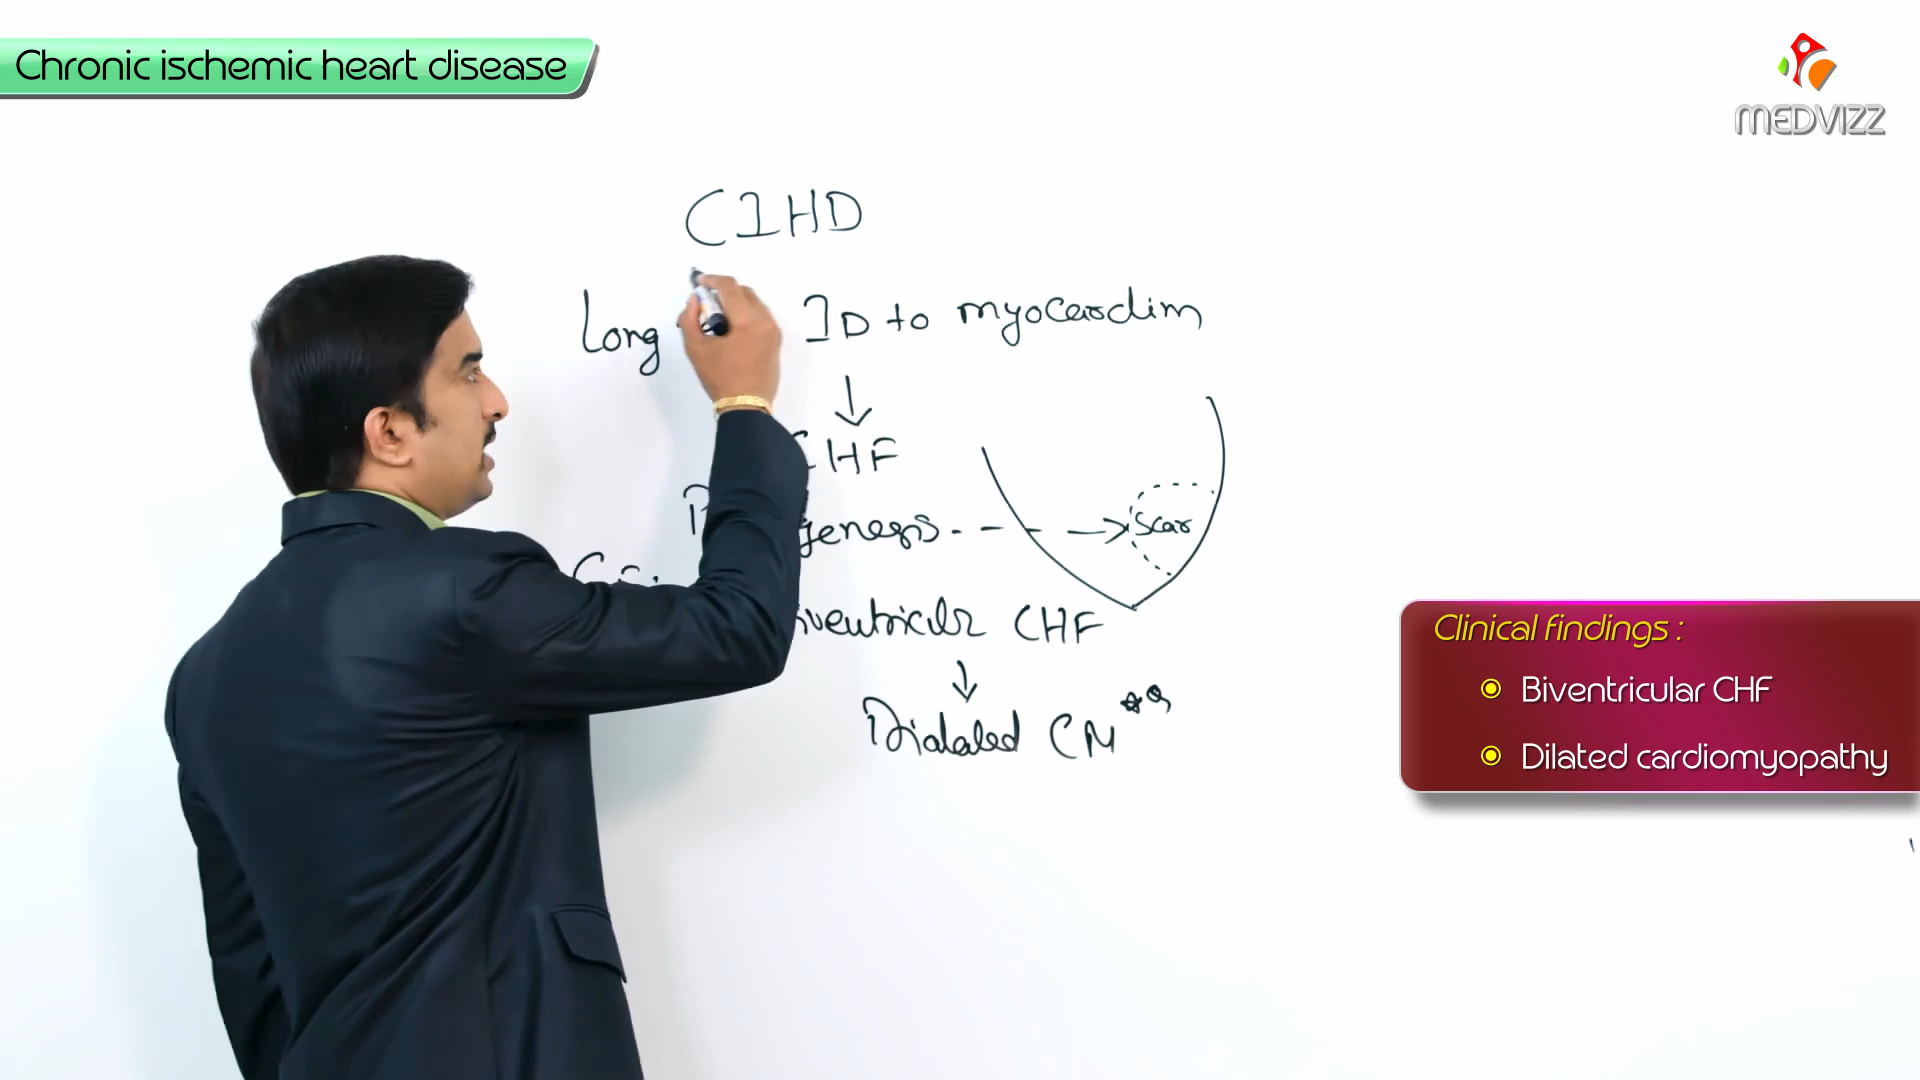 Chronic ischemic heart disease
MEDVIZZ
CIHD
Long ID to myocardim
CHF
genesis
Scar
iventriculr CHF
Dialated CM
Clinical findings :
Biventricular CHF
Dilated cardiomyopathy